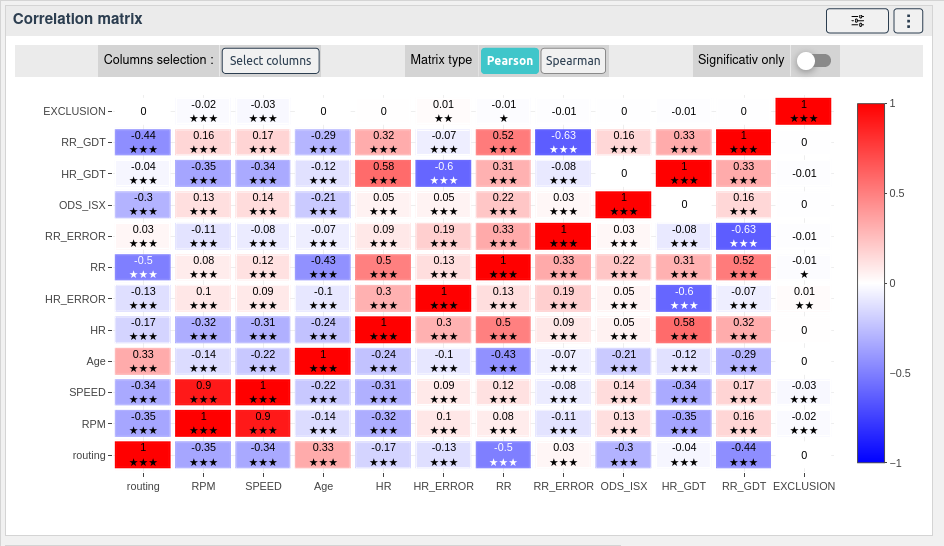 Correlation matrix
Columns selection : Select columns Matrix type Pearson Spearman Significativ only
EXCLUSION 0 -0.02 -0.03 0 0 0.01 -0.01 -0.01 0 -0.01 0 1
★★★ ★★★ ★★ ★ ★★★
RR_GDT -0.44 0.16 0.17 -0.29 0.32 -0.07 0.52 -0.63 0.16 0.33 1 0
★★★ ★★★ ★★★ ★★★ ★★★ ★★★ ★★★ ★★★ ★★★ ★★★ ★★★
HR_GDT -0.04 -0.35 -0.34 -0.12 0.58 -0.6 0.31 -0.08 0 1 0.33 -0.01
★★★ ★★★ ★★★ ★★★ ★★★ ★★★ ★★★ ★★★ ★★★ ★★★
ODS_ISX -0.3 0.13 0.14 -0.21 0.05 0.05 0.22 0.03 1 0 0.16 0
★★★ ★★★ ★★★ ★★★ ★★★ ★★★ ★★★ ★★★ ★★★ ★★★
RR_ERROR 0.03 -0.11 -0.08 -0.07 0.09 0.19 0.33 1 0.03 -0.08 -0.63 -0.01
★★★ ★★★ ★★★ ★★★ ★★★ ★★★ ★★★ ★★★ ★★★ ★★★ ★★★
RR -0.5 0.08 0.12 -0.43 0.5 0.13 1 0.33 0.22 0.31 0.52 -0.01
★★★ ★★★ ★★★ ★★★ ★★★ ★★★ ★★★ ★★★ ★★★ ★★★ ★★★ ★
HR_ERROR -0.13 0.1 0.09 -0.1 0.3 1 0.13 0.19 0.05 -0.6 -0.07 0.01
★★★ ★★★ ★★★ ★★★ ★★★ ★★★ ★★★ ★★★ ★★★ ★★★ ★★★ ★★
HR -0.17 -0.32 -0.31 -0.24 1 0.3 0.5 0.09 0.05 0.58 0.32 0
★★★ ★★★ ★★★ ★★★ ★★★ ★★★ ★★★ ★★★ ★★★ ★★★ ★★★
Age 0.33 -0.14 -0.22 1 -0.24 -0.1 -0.43 -0.07 -0.21 -0.12 -0.29 0
★★★ ★★★ ★★★ ★★★ ★★★ ★★★ ★★★ ★★★ ★★★ ★★★ ★★★
SPEED -0.34 0.9 1 -0.22 -0.31 0.09 0.12 -0.08 0.14 -0.34 0.17 -0.03
★★★ ★★★ ★★★ ★★★ ★★★ ★★★ ★★★ ★★★ ★★★ ★★★ ★★★ ★★★
RPM -0.35 1 0.9 -0.14 -0.32 0.1 0.08 -0.11 0.13 -0.35 0.16 -0.02
★★★ ★★★ ★★★ ★★★ ★★★ ★★★ ★★★ ★★★ ★★★ ★★★ ★★★ ★★★
routing 1 -0.35 -0.34 0.33 -0.17 -0.13 -0.5 0.03 -0.3 -0.04 -0.44 0
★★★ ★★★ ★★★ ★★★ ★★★ ★★★ ★★★ ★★★ ★★★ ★★★ ★★★
routing RPM SPEED Age HR HR_ERROR RR RR_ERROR ODS_ISX HR_GDT RR_GDT EXCLUSION
1
0.5
0
−0.5
−1